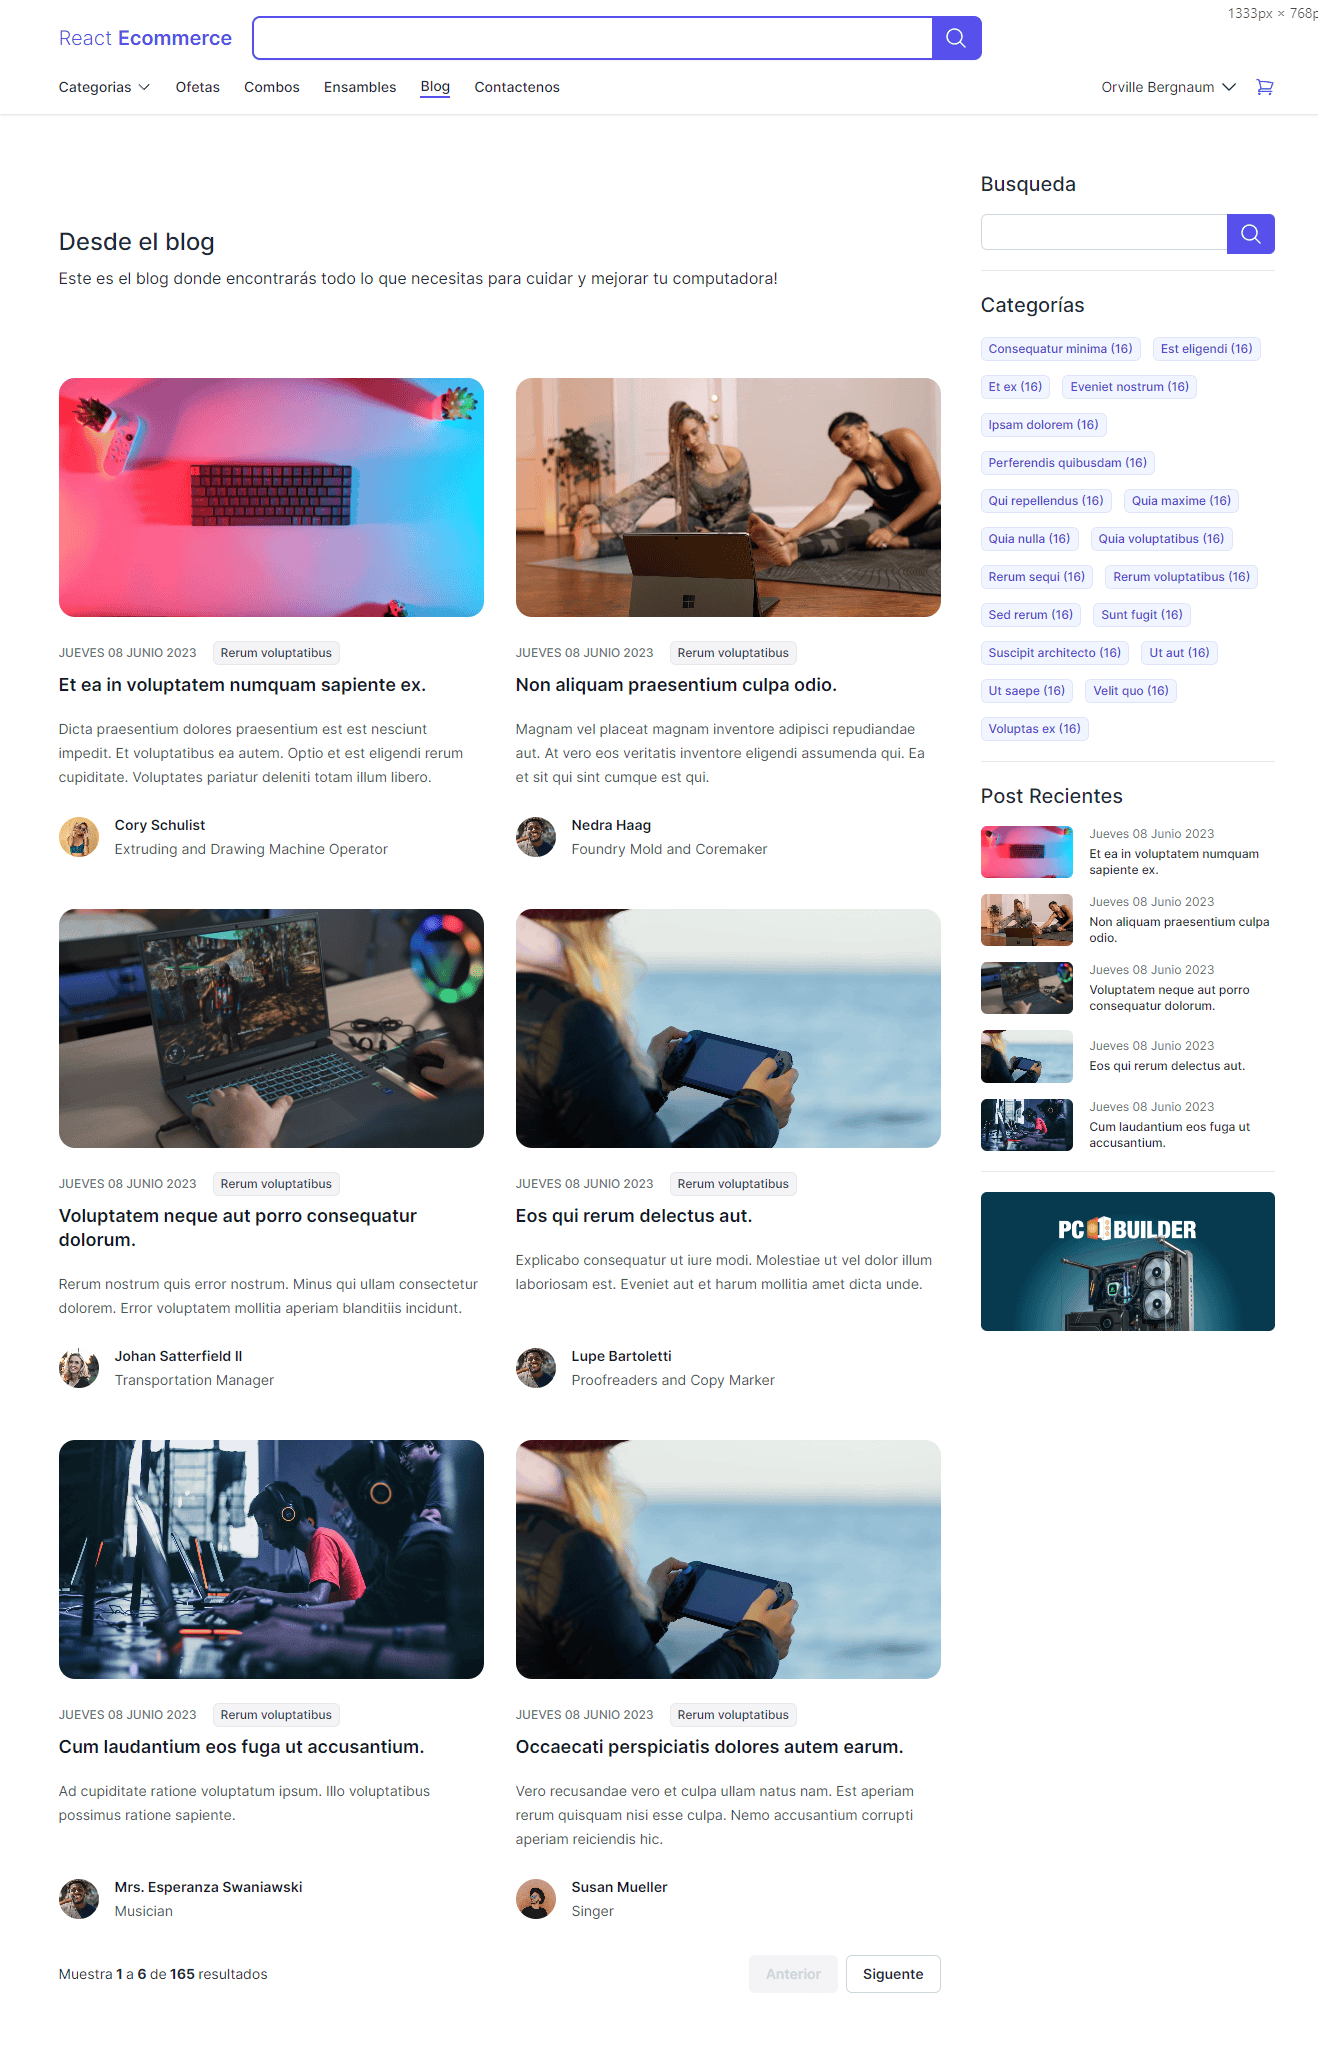 1333px × 768p
React Ecommerce
Categorias
Ofetas
Combos
Ensambles
Blog
Contactenos
Orville Bergnaum
Desde el blog
Este es el blog donde encontrarás todo lo que necesitas para cuidar y mejorar tu computadora!
JUEVES 08 JUNIO 2023
Rerum voluptatibus
Et ea in voluptatem numquam sapiente ex.
Dicta praesentium dolores praesentium est est nesciunt
impedit. Et voluptatibus ea autem. Optio et est eligendi rerum
cupiditate. Voluptates pariatur deleniti totam illum libero.
Cory Schulist
Extruding and Drawing Machine Operator
JUEVES 08 JUNIO 2023
Rerum voluptatibus
Non aliquam praesentium culpa odio.
Magnam vel placeat magnam inventore adipisci repudiandae
aut. At vero eos veritatis inventore eligendi assumenda qui. Ea
et sit qui sint cumque est qui.
Nedra Haag
Foundry Mold and Coremaker
JUEVES 08 JUNIO 2023
Rerum voluptatibus
Voluptatem neque aut porro consequatur
dolorum.
Rerum nostrum quis error nostrum. Minus qui ullam consectetur
dolorem. Error voluptatem mollitia aperiam blanditiis incidunt.
Johan Satterfield II
Transportation Manager
JUEVES 08 JUNIO 2023
Rerum voluptatibus
Eos qui rerum delectus aut.
Explicabo consequatur ut iure modi. Molestiae ut vel dolor illum
laboriosam est. Eveniet aut et harum mollitia amet dicta unde.
Lupe Bartoletti
Proofreaders and Copy Marker
JUEVES 08 JUNIO 2023
Rerum voluptatibus
Cum laudantium eos fuga ut accusantium.
Ad cupiditate ratione voluptatum ipsum. Illo voluptatibus
possimus ratione sapiente.
Mrs. Esperanza Swaniawski
Musician
JUEVES 08 JUNIO 2023
Rerum voluptatibus
Occaecati perspiciatis dolores autem earum.
Vero recusandae vero et culpa ullam natus nam. Est aperiam
rerum quisquam nisi esse culpa. Nemo accusantium corrupti
aperiam reiciendis hic.
Susan Mueller
Singer
Muestra 1 a 6 de 165 resultados
Anterior
Siguente
Busqueda
Categorías
Consequatur minima (16)
Est eligendi (16)
Et ex (16)
Eveniet nostrum (16)
Ipsam dolorem (16)
Perferendis quibusdam (16)
Qui repellendus (16)
Quia maxime (16)
Quia nulla (16)
Quia voluptatibus (16)
Rerum sequi (16)
Rerum voluptatibus (16)
Sed rerum (16)
Sunt fugit (16)
Suscipit architecto (16)
Ut aut (16)
Ut saepe (16)
Velit quo (16)
Voluptas ex (16)
Post Recientes
Jueves 08 Junio 2023
Et ea in voluptatem numquam
sapiente ex.
Jueves 08 Junio 2023
Non aliquam praesentium culpa
odio.
Jueves 08 Junio 2023
Voluptatem neque aut porro
consequatur dolorum.
Jueves 08 Junio 2023
Eos qui rerum delectus aut.
Jueves 08 Junio 2023
Cum laudantium eos fuga ut
accusantium.
PC BUILDER